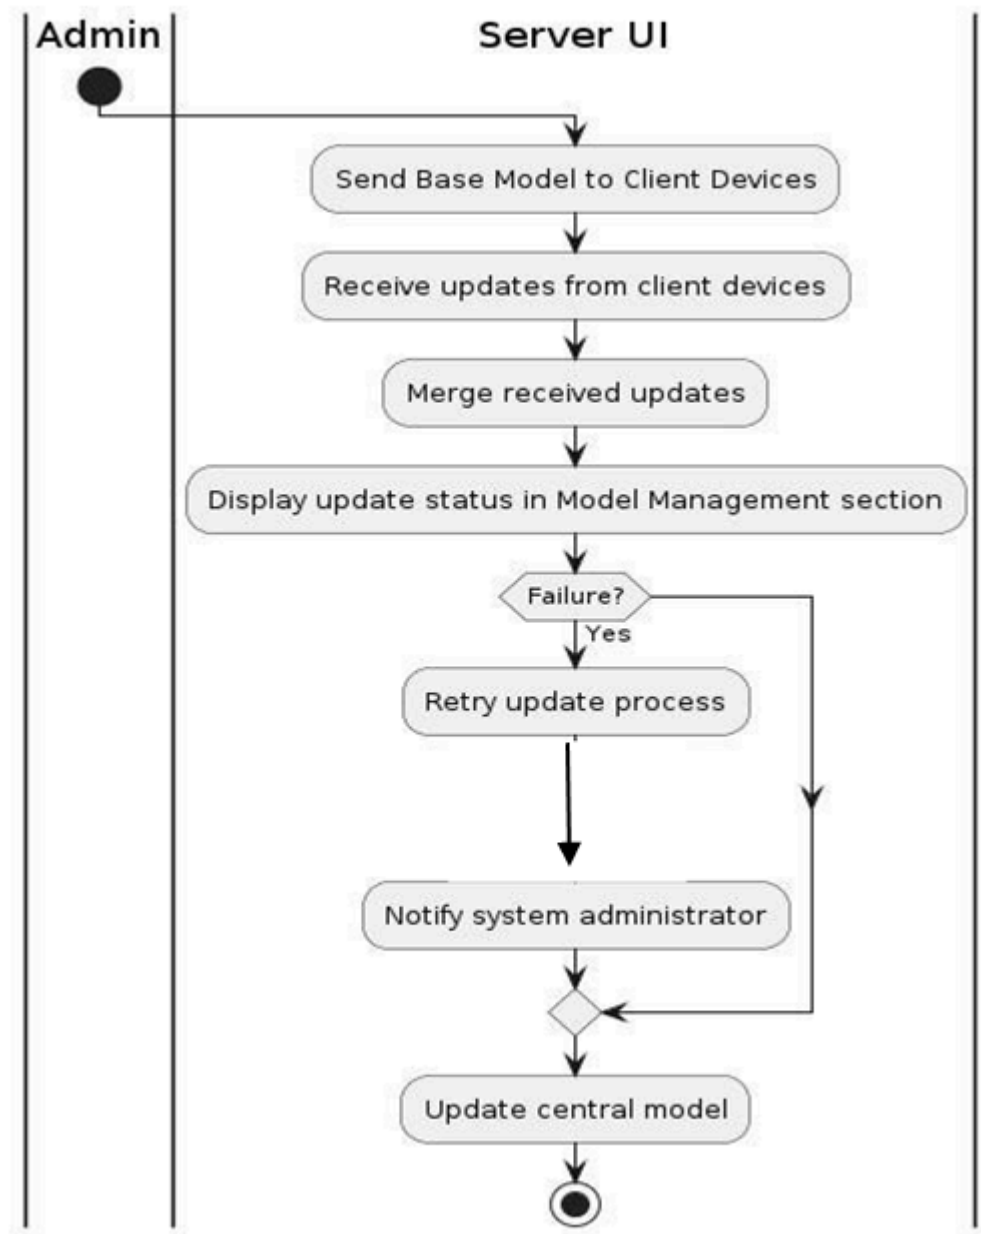 Admin
Server UI
Send Base Model to Client Devices
Receive updates from client devices
Merge received updates
Display update status in Model Management section
Failure?
Yes
Retry update process
Notify system administrator
Update central model